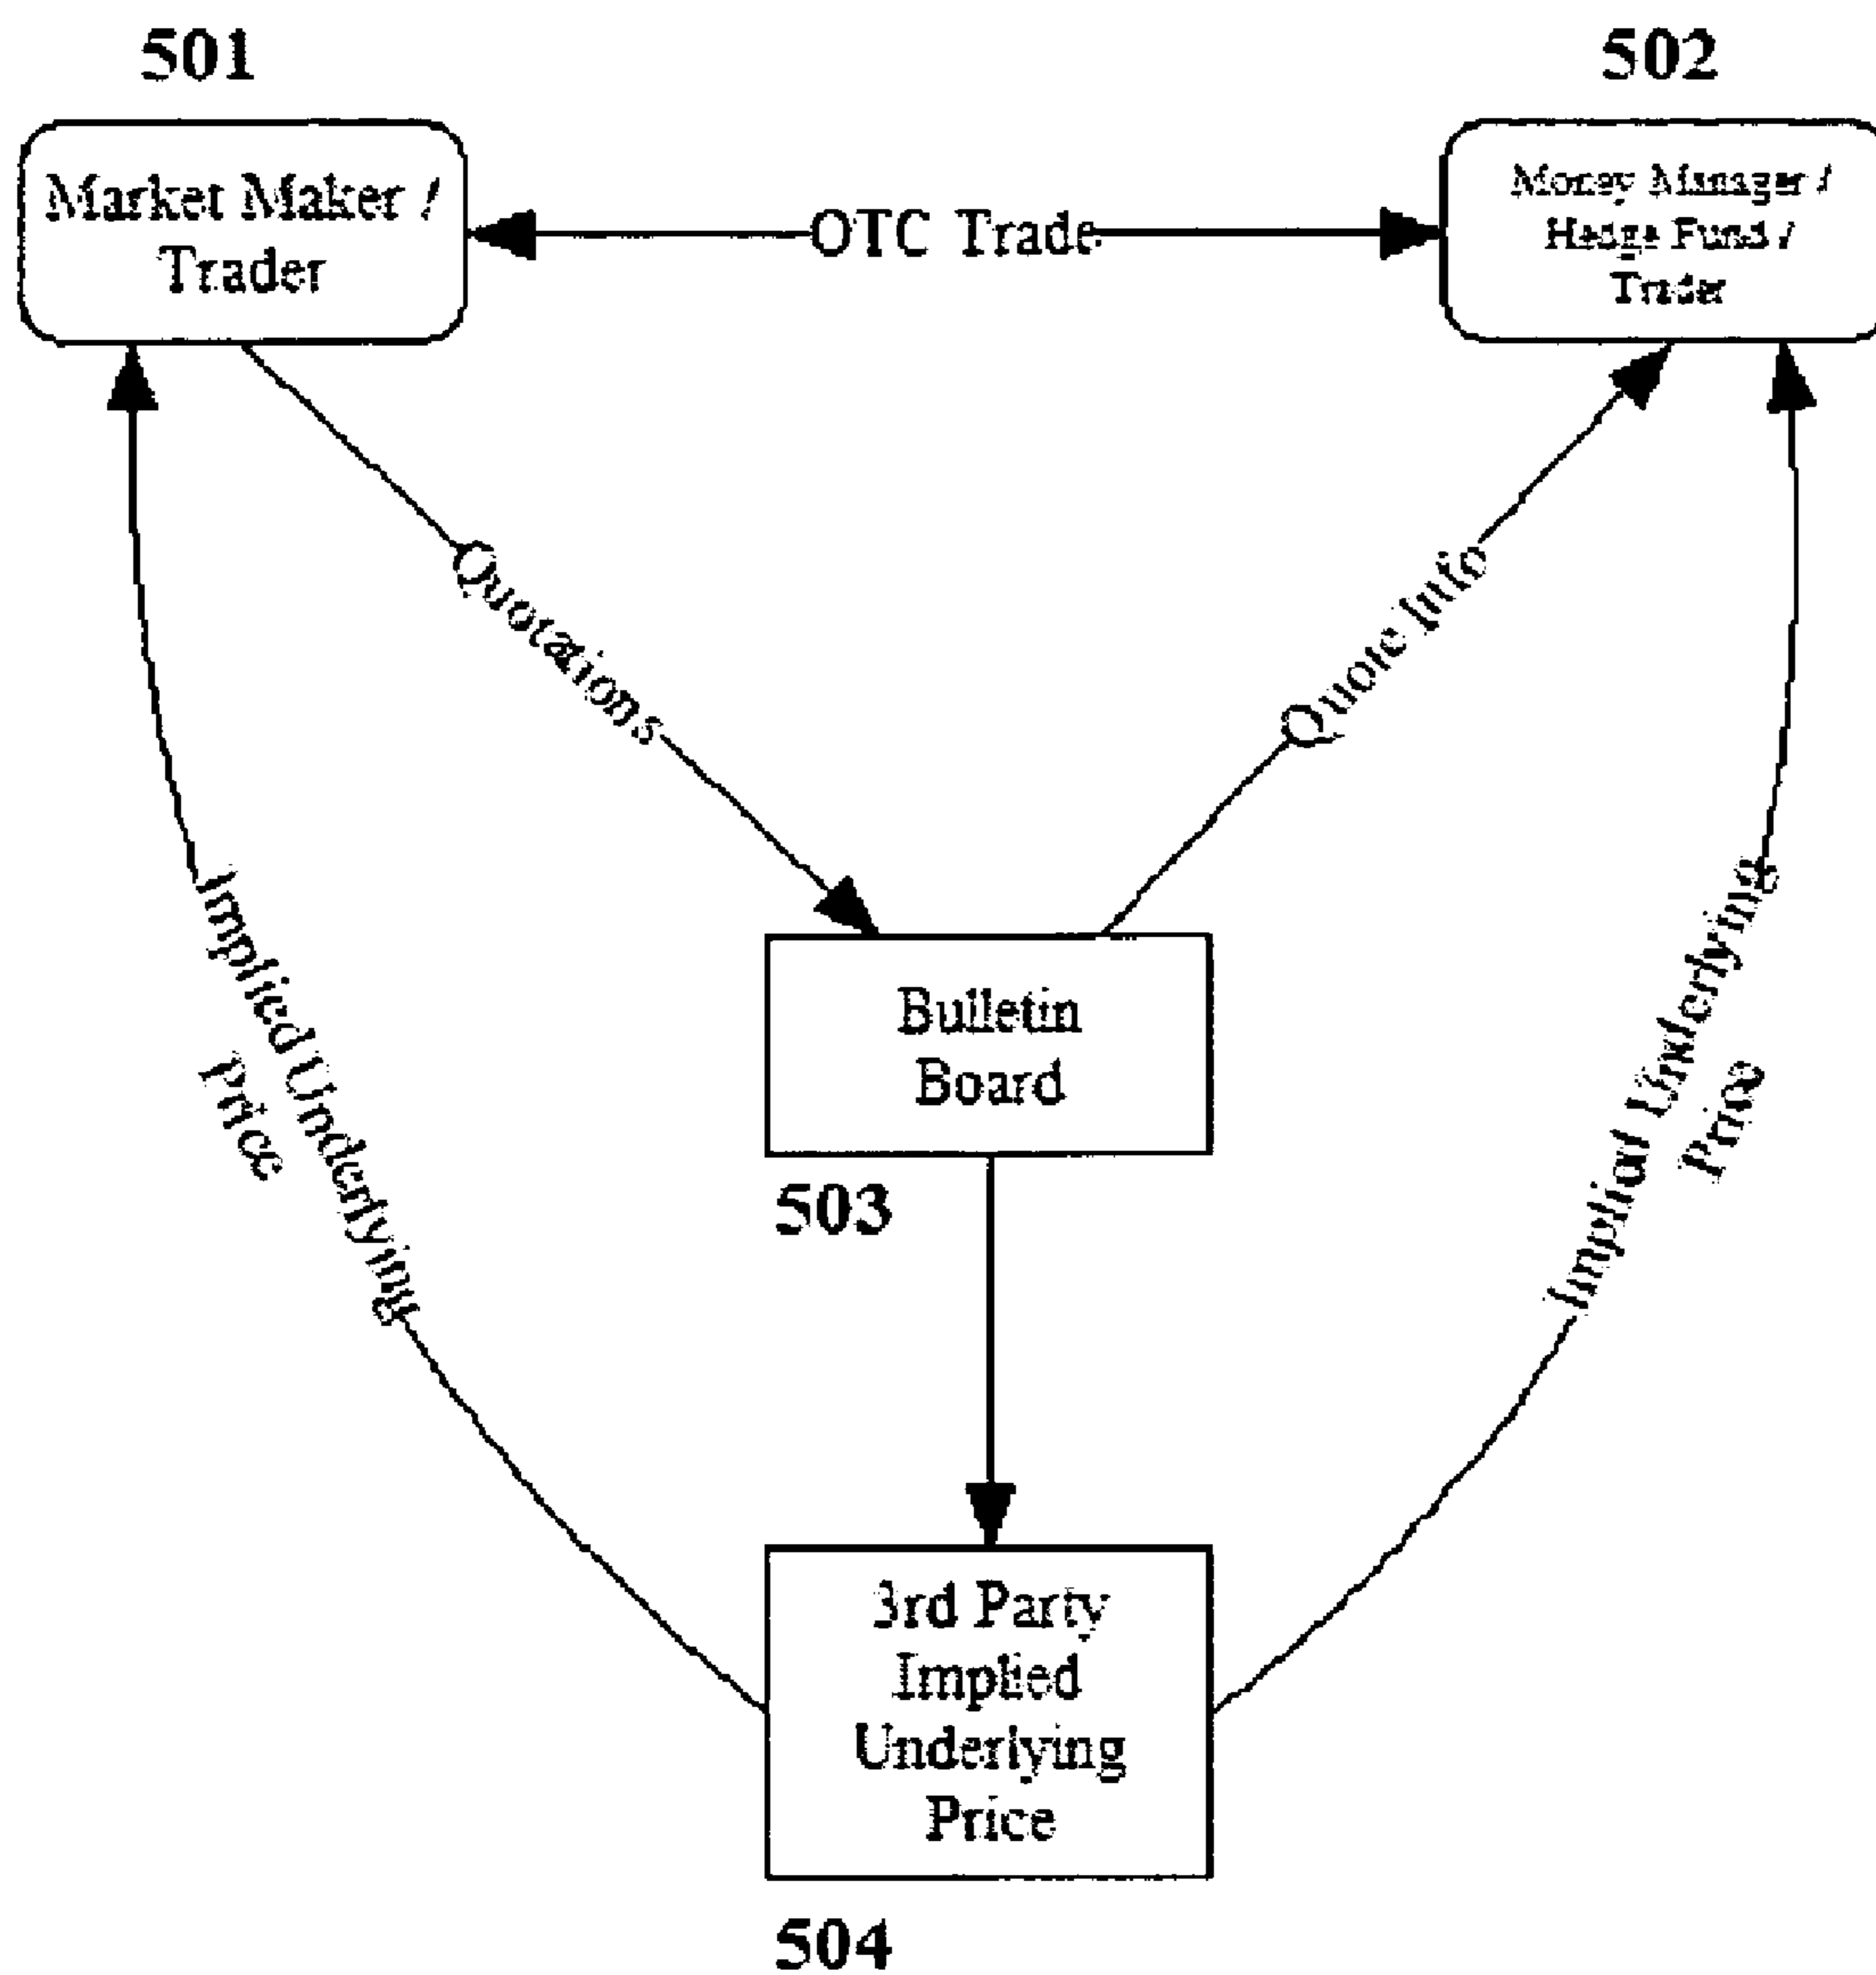 501
502
Market Maker /
Trader
OTC Trade
Money Manager /
Hedge Fund /
Trader
Quotations
Quote Info
Implied Underlying
Price
Implied Underlying
Price
Bulletin
Board
503
3rd Party
Implied
Underlying
Price
504